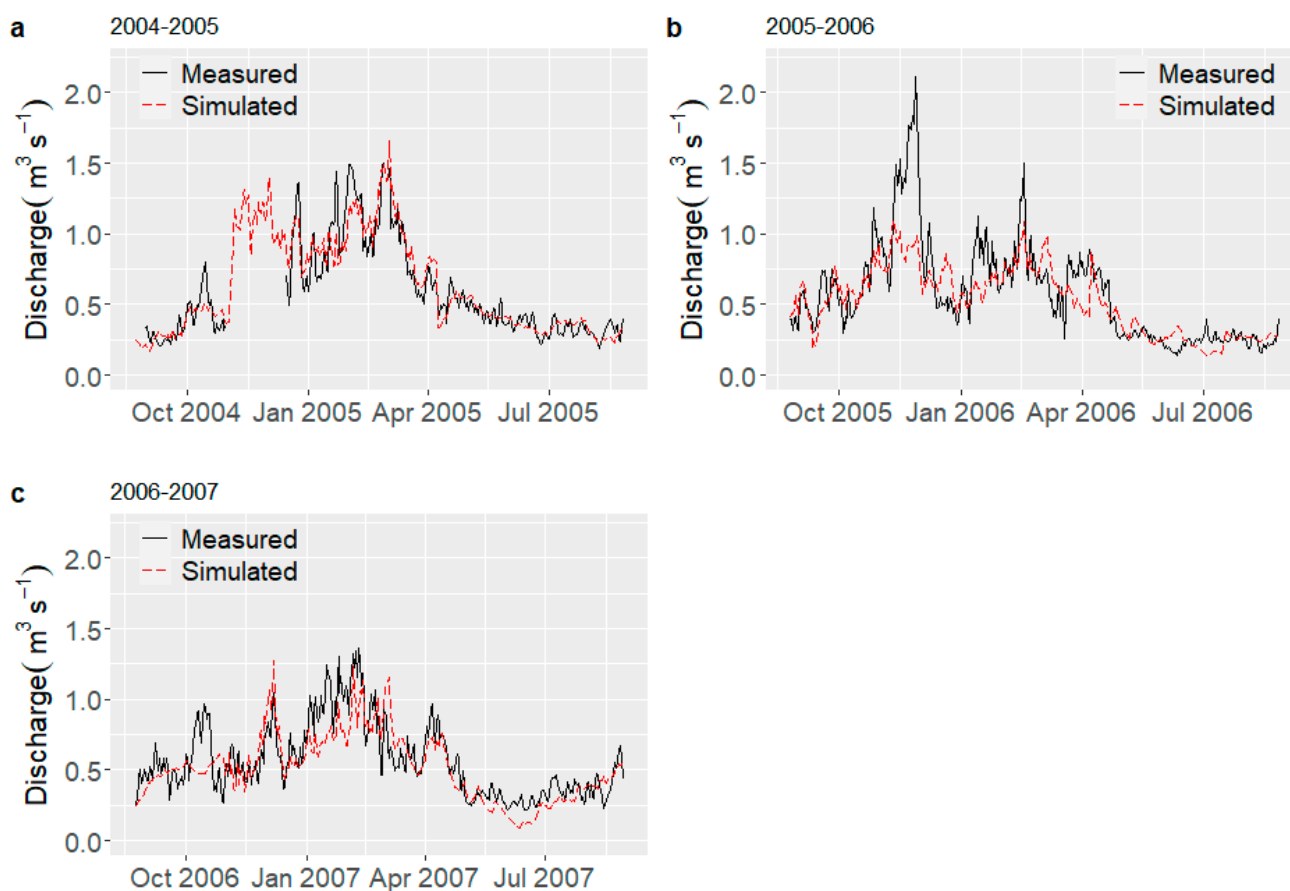 a 2004-2005
Measured
Simulated
Discharge( m³ s⁻¹)
2.0
1.5
1.0
0.5
0.0
Oct 2004 Jan 2005 Apr 2005 Jul 2005
b 2005-2006
Measured
Simulated
Discharge( m³ s⁻¹)
2.0
1.5
1.0
0.5
0.0
Oct 2005 Jan 2006 Apr 2006 Jul 2006
c 2006-2007
Measured
Simulated
Discharge( m³ s⁻¹)
2.0
1.5
1.0
0.5
0.0
Oct 2006 Jan 2007 Apr 2007 Jul 2007